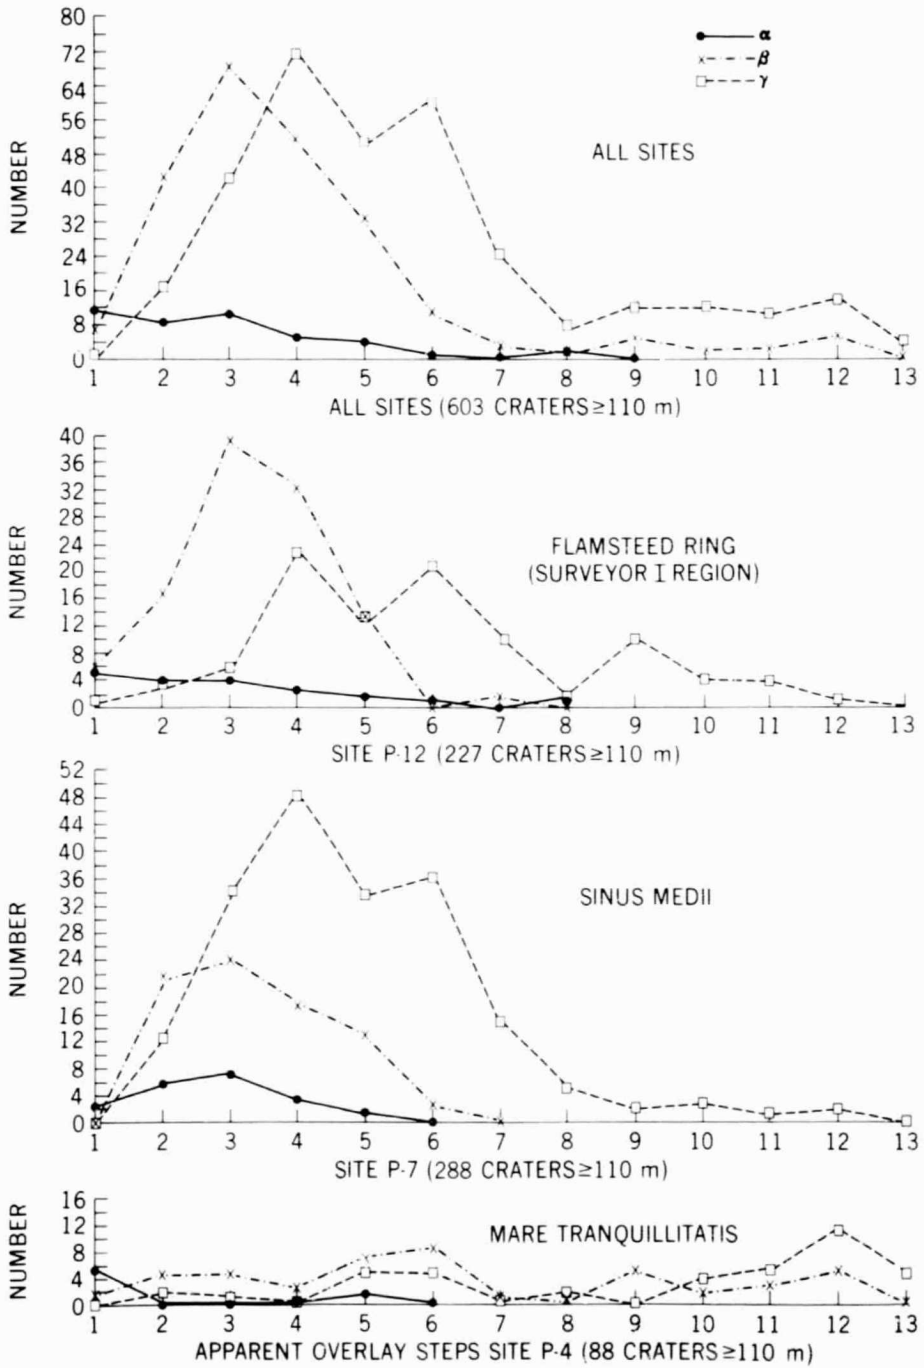 80
72
64
56
48
40
32
24
16
8
0
NUMBER
α
β
γ
ALL SITES
1 2 3 4 5 6 7 8 9 10 11 12 13
ALL SITES (603 CRATERS≥110 m)
40
36
32
28
24
20
16
12
8
4
0
NUMBER
FLAMSTEED RING
(SURVEYOR I REGION)
1 2 3 4 5 6 7 8 9 10 11 12 13
SITE P-12 (227 CRATERS≥110 m)
52
48
44
40
36
32
28
24
20
16
12
8
4
0
NUMBER
SINUS MEDII
1 2 3 4 5 6 7 8 9 10 11 12 13
SITE P-7 (288 CRATERS≥110 m)
16
12
8
4
0
NUMBER
MARE TRANQUILLITATIS
1 2 3 4 5 6 7 8 9 10 11 12 13
APPARENT OVERLAY STEPS SITE P-4 (88 CRATERS≥110 m)